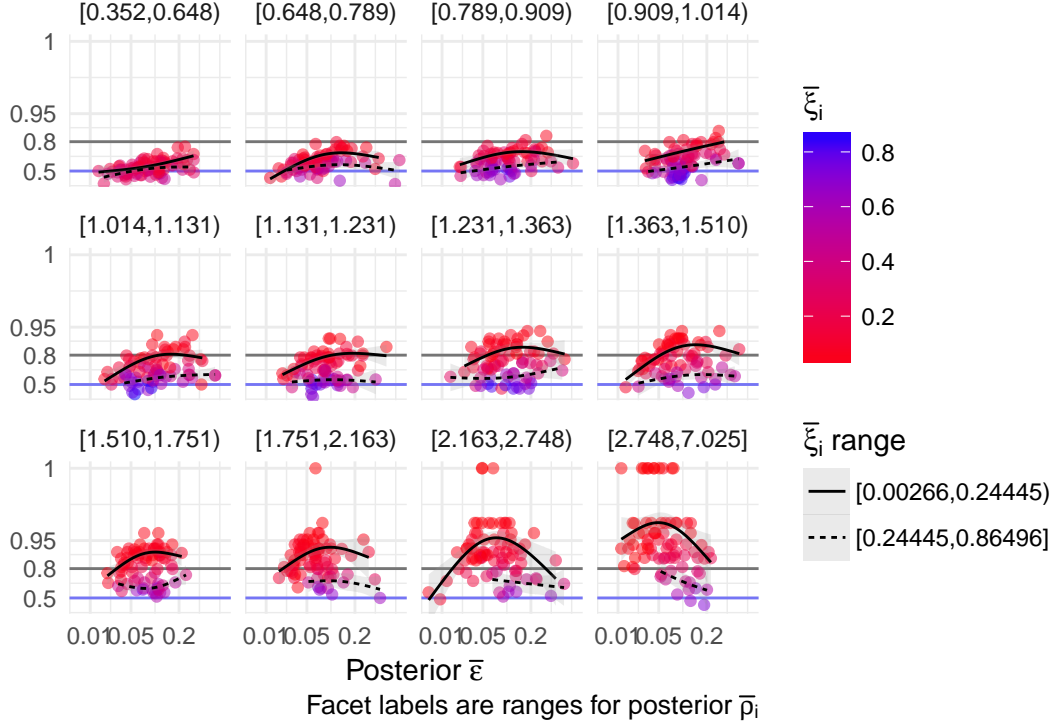 [0.352,0.648) [0.648,0.789) [0.789,0.909) [0.909,1.014)
1
0.95
0.8
0.5
[1.014,1.131) [1.131,1.231) [1.231,1.363) [1.363,1.510)
1
0.95
0.8
0.5
[1.510,1.751) [1.751,2.163) [2.163,2.748) [2.748,7.025]
1
0.95
0.8
0.5
0.01 0.05 0.2 0.01 0.05 0.2 0.01 0.05 0.2 0.01 0.05 0.2
Posterior ε̅
Facet labels are ranges for posterior ρ̅ᵢ
ξ̅ᵢ
0.8
0.6
0.4
0.2
ξ̅ᵢ range
[0.00266,0.24445)
[0.24445,0.86496]